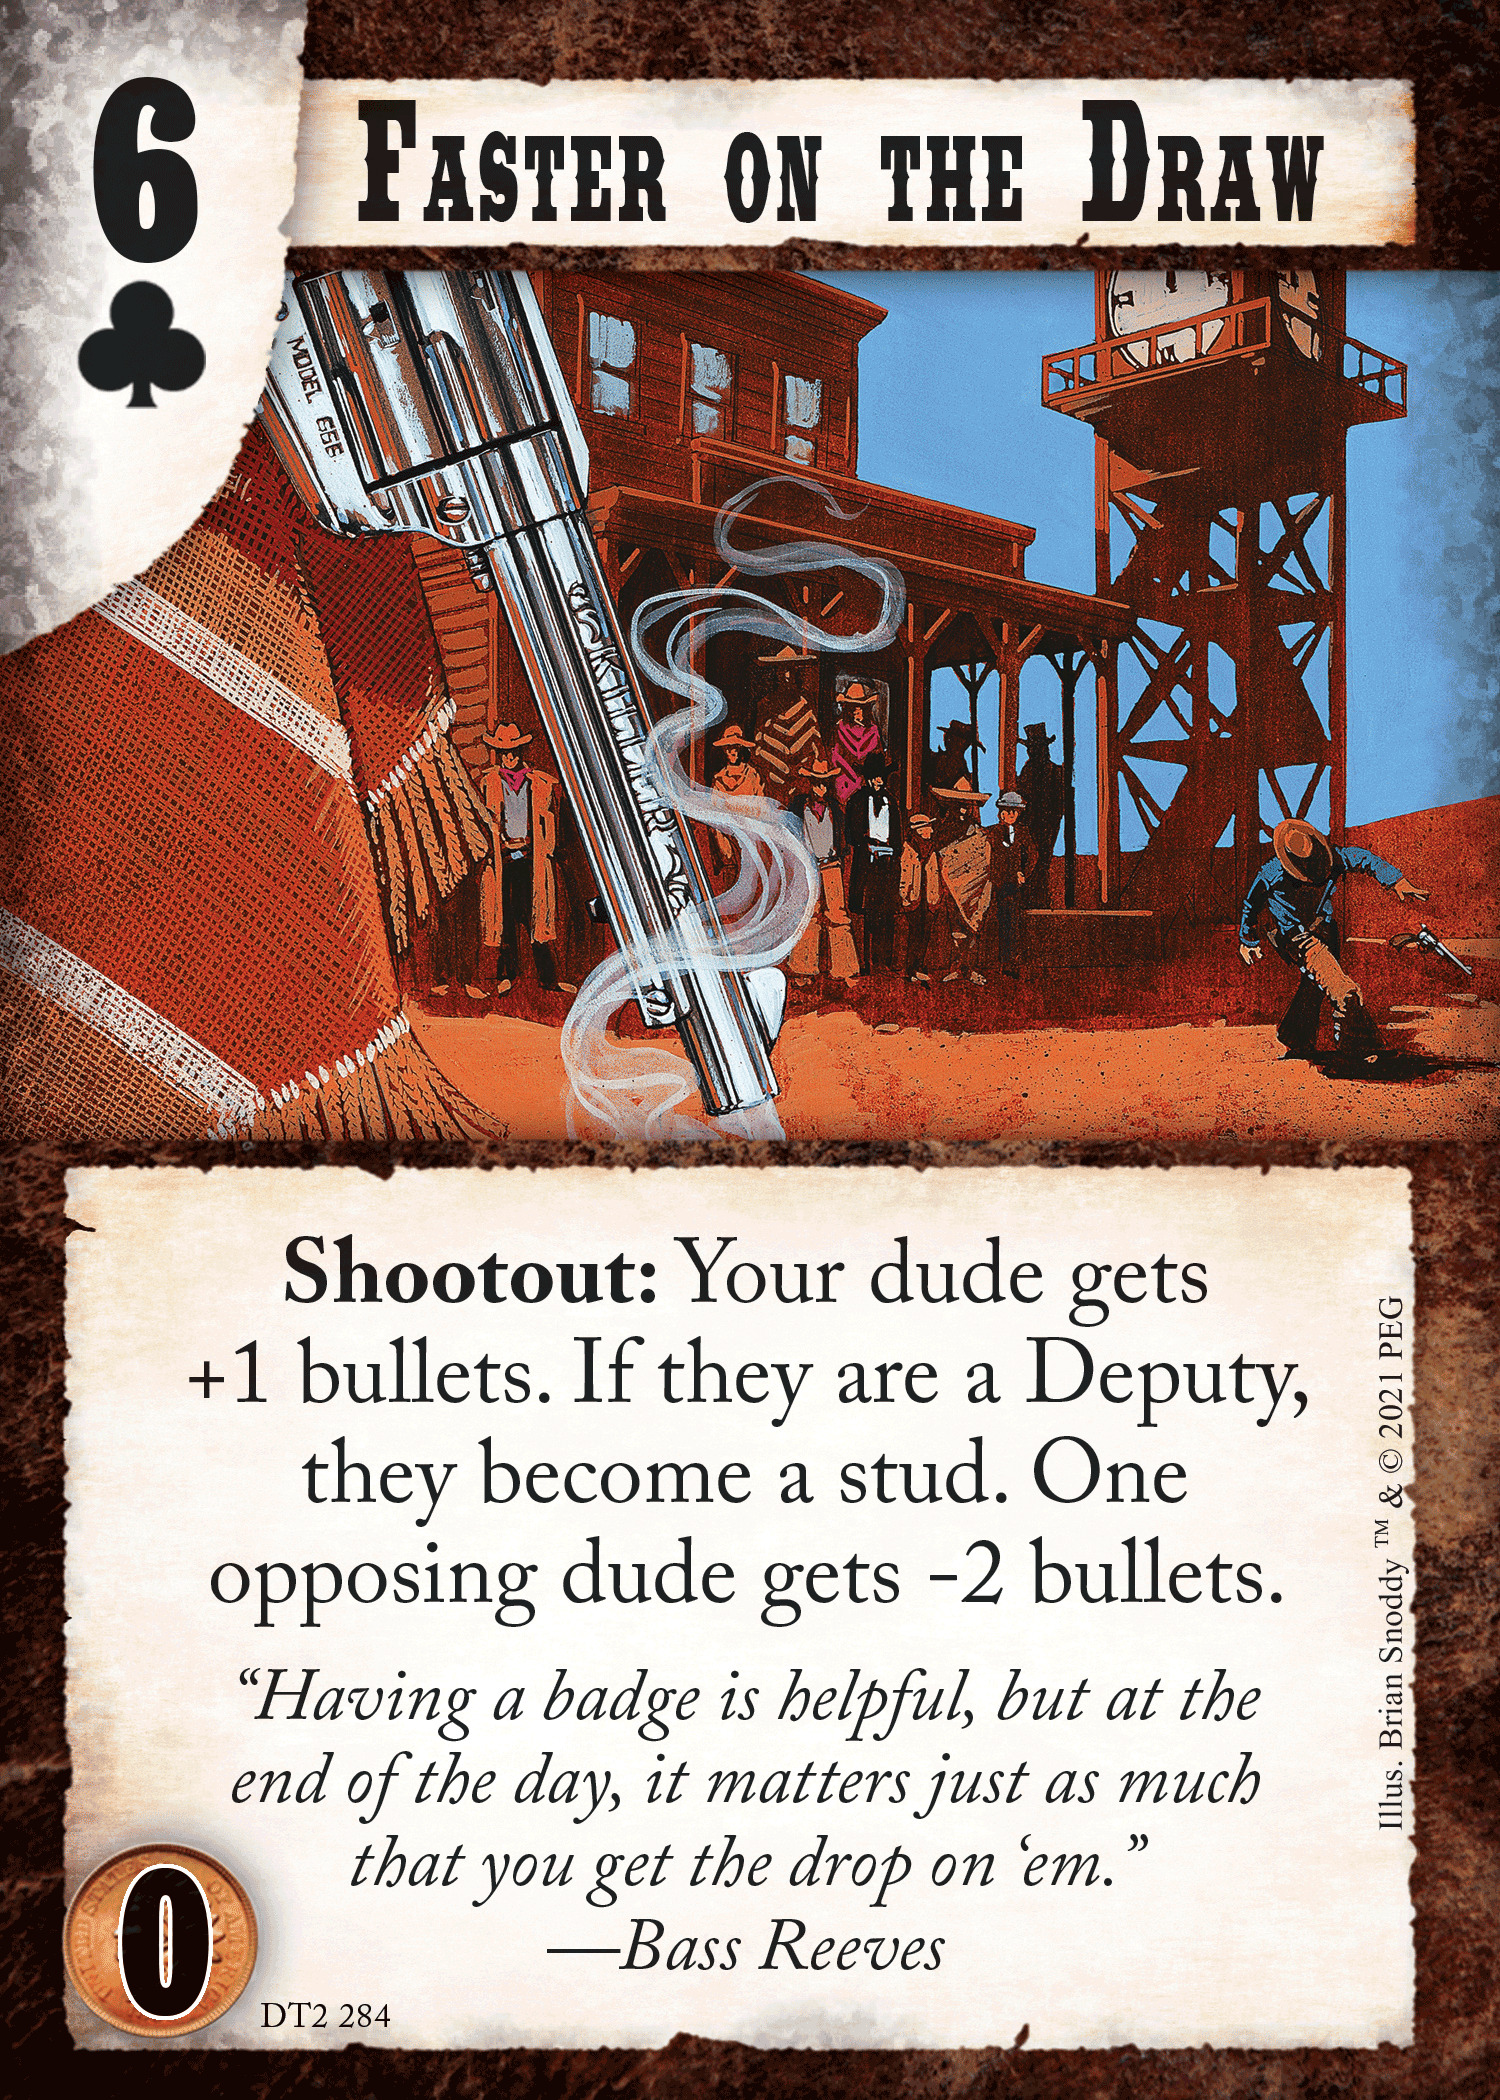 6
FASTER ON THE DRAW
MODEL 666
Shootout: Your dude gets
+1 bullets. If they are a Deputy,
they become a stud. One
opposing dude gets -2 bullets.
“Having a badge is helpful, but at the
end of the day, it matters just as much
that you get the drop on ‘em.”
—Bass Reeves
Illus. Brian Snoddy ™ & © 2021 PEG
0
DT2 284